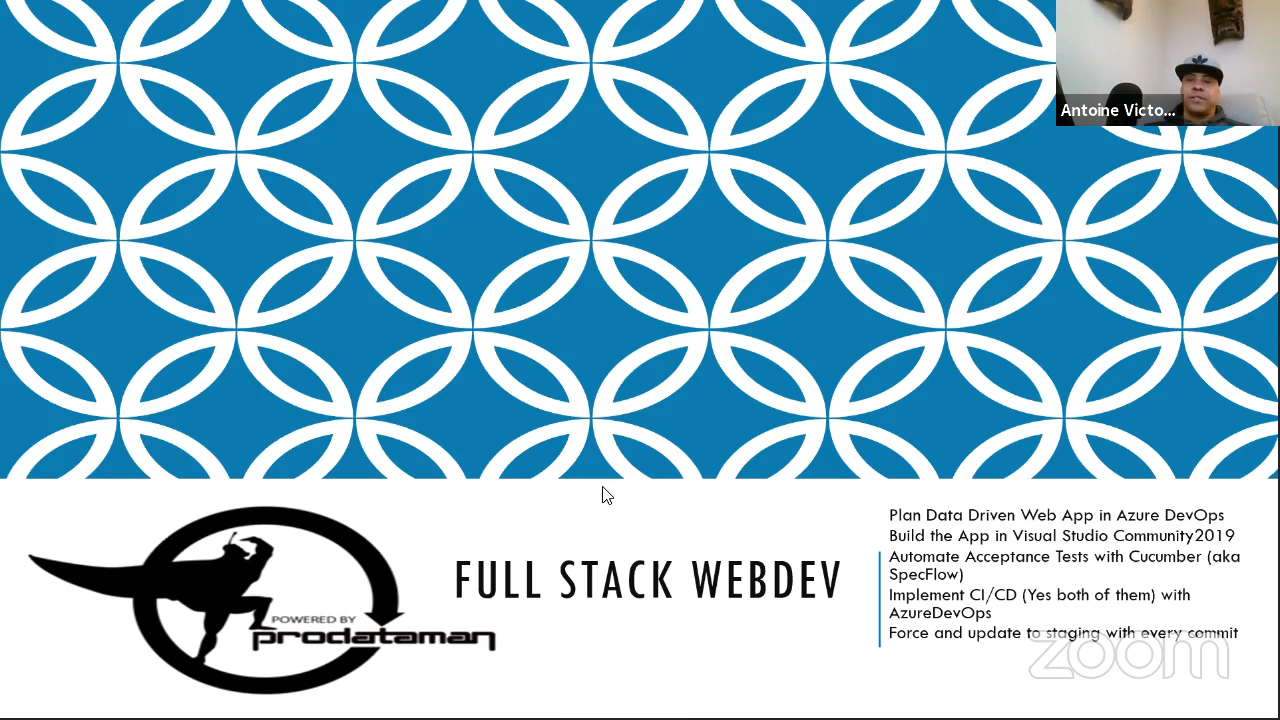 Antoine Victo...
POWERED BY
prodataman
FULL STACK WEBDEV
Plan Data Driven Web App in Azure DevOps
Build the App in Visual Studio Community2019
Automate Acceptance Tests with Cucumber (aka
SpecFlow)
Implement CI/CD (Yes both of them) with
AzureDevOps
Force and update to staging with every commit
zoom